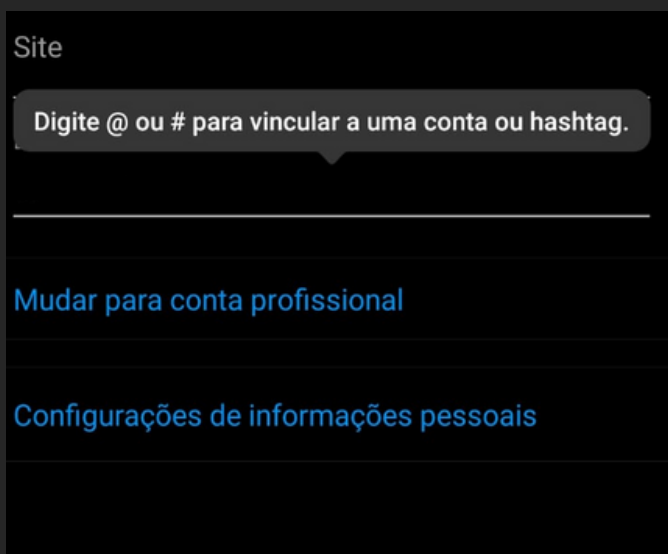 Site
Digite @ ou # para vincular a uma conta ou hashtag.
Mudar para conta profissional
Configurações de informações pessoais